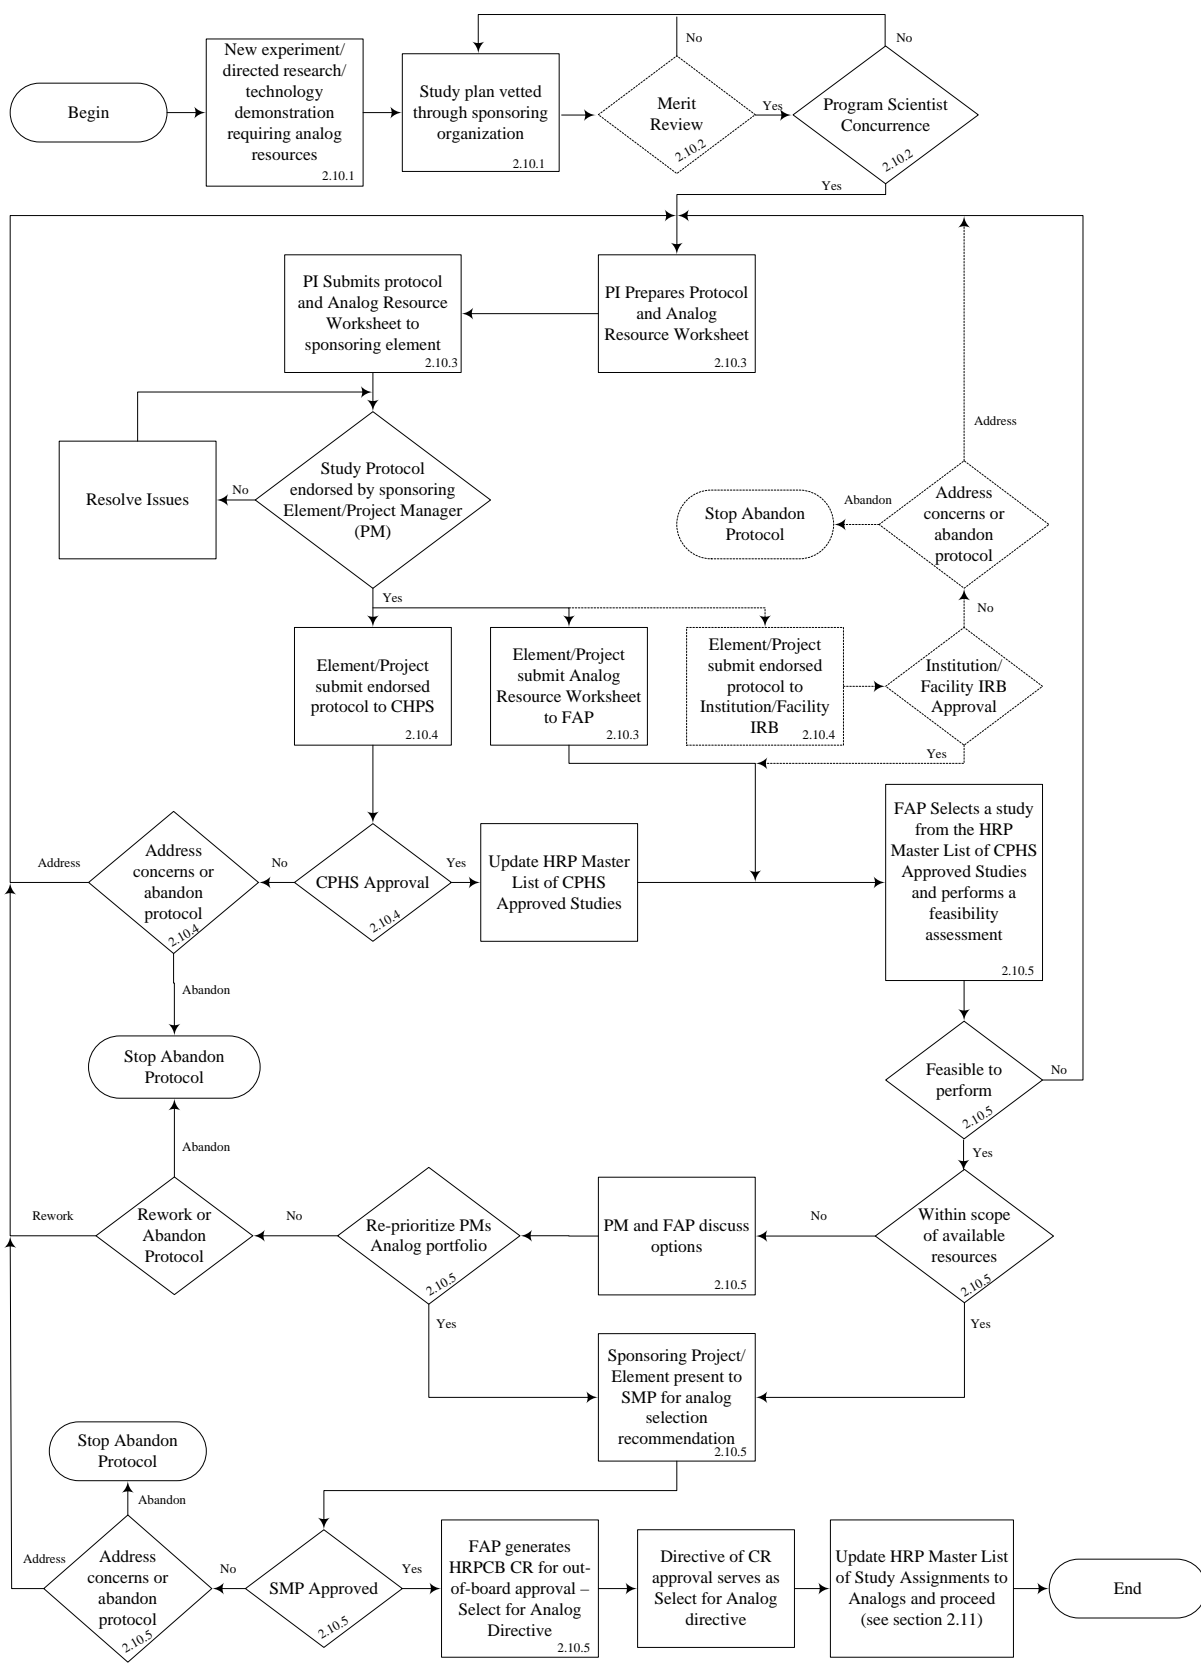 Begin
New experiment/
directed research/
technology
demonstration
requiring analog
resources
2.10.1
Study plan vetted
through sponsoring
organization
2.10.1
No
Merit
Review
2.10.2
Yes
No
Program Scientist
Concurrence
2.10.2
Yes
PI Submits protocol
and Analog Resource
Worksheet to
sponsoring element
2.10.3
PI Prepares Protocol
and Analog
Resource Worksheet
2.10.3
Resolve Issues
No
Study Protocol
endorsed by sponsoring
Element/Project Manager
(PM)
Yes
Address
Stop Abandon
Protocol
Abandon
Address
concerns or
abandon
protocol
No
Element/Project
submit endorsed
protocol to CHPS
2.10.4
Element/Project
submit Analog
Resource Worksheet
to FAP
2.10.3
Element/Project
submit endorsed
protocol to
Institution/Facility
IRB
2.10.4
Institution/
Facility IRB
Approval
Yes
Address
Address
concerns or
abandon
protocol
2.10.4
No
CPHS Approval
2.10.4
Yes
Update HRP Master
List of CPHS
Approved Studies
FAP Selects a study
from the HRP
Master List of CPHS
Approved Studies
and performs a
feasibility
assessment
2.10.5
Abandon
Stop Abandon
Protocol
Feasible to
perform
2.10.5
No
Yes
Abandon
Rework
Rework or
Abandon
Protocol
No
Re-prioritize PMs
Analog portfolio
2.10.5
Yes
PM and FAP discuss
options
2.10.5
No
Within scope
of available
resources
2.10.5
Yes
Sponsoring Project/
Element present to
SMP for analog
selection
recommendation
2.10.5
Stop Abandon
Protocol
Abandon
Address
Address
concerns or
abandon
protocol
2.10.5
No
SMP Approved
2.10.5
Yes
FAP generates
HRPCB CR for out-
of-board approval –
Select for Analog
Directive
2.10.5
Directive of CR
approval serves as
Select for Analog
directive
Update HRP Master List
of Study Assignments to
Analogs and proceed
(see section 2.11)
End